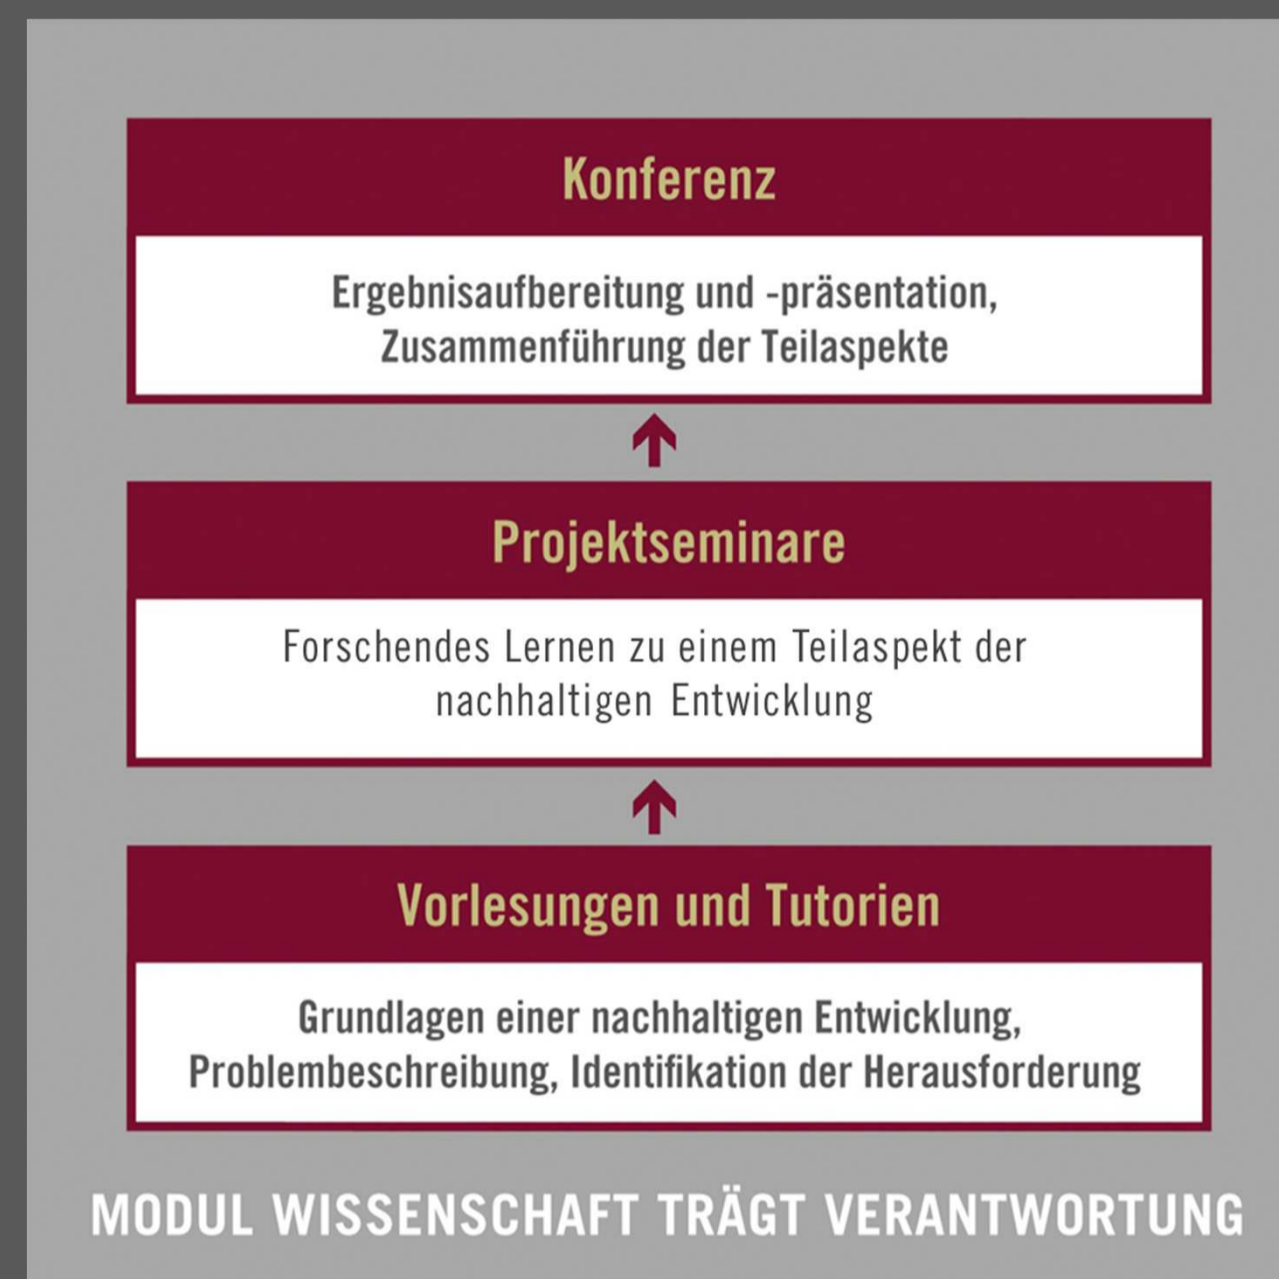 Konferenz
Ergebnisaufbereitung und -präsentation,
Zusammenführung der Teilaspekte
Projektseminare
Forschendes Lernen zu einem Teilaspekt der
nachhaltigen Entwicklung
Vorlesungen und Tutorien
Grundlagen einer nachhaltigen Entwicklung,
Problembeschreibung, Identifikation der Herausforderung
MODUL WISSENSCHAFT TRÄGT VERANTWORTUNG